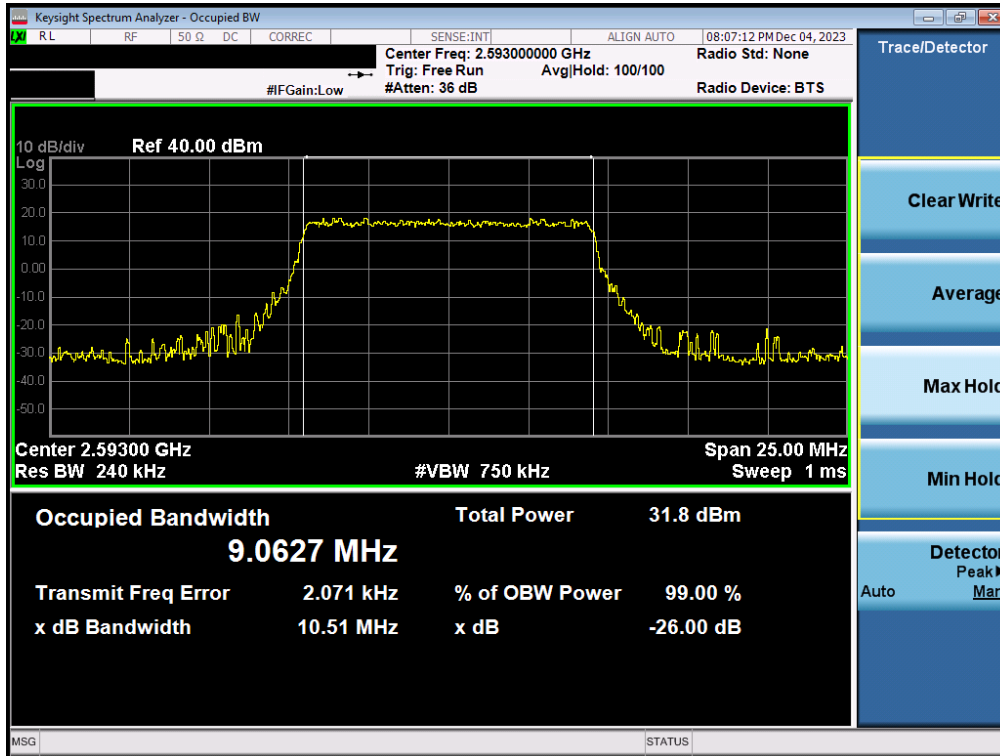 Keysight Spectrum Analyzer - Occupied BW
LXI RL RF 50 Ω DC CORREC SENSE:INT ALIGN AUTO 08:07:12 PM Dec 04, 2023
Center Freq: 2.593000000 GHz Radio Std: None
Trig: Free Run Avg|Hold: 100/100
#IFGain:Low #Atten: 36 dB Radio Device: BTS
10 dB/div Ref 40.00 dBm
Log
30.0
20.0
10.0
0.00
-10.0
-20.0
-30.0
-40.0
-50.0
Center 2.59300 GHz Span 25.00 MHz
Res BW 240 kHz #VBW 750 kHz Sweep 1 ms
Occupied Bandwidth Total Power 31.8 dBm
9.0627 MHz
Transmit Freq Error 2.071 kHz % of OBW Power 99.00 %
x dB Bandwidth 10.51 MHz x dB -26.00 dB
MSG STATUS
Trace/Detector
Clear Write
Average
Max Hold
Min Hold
Detector
Peak
Auto Man